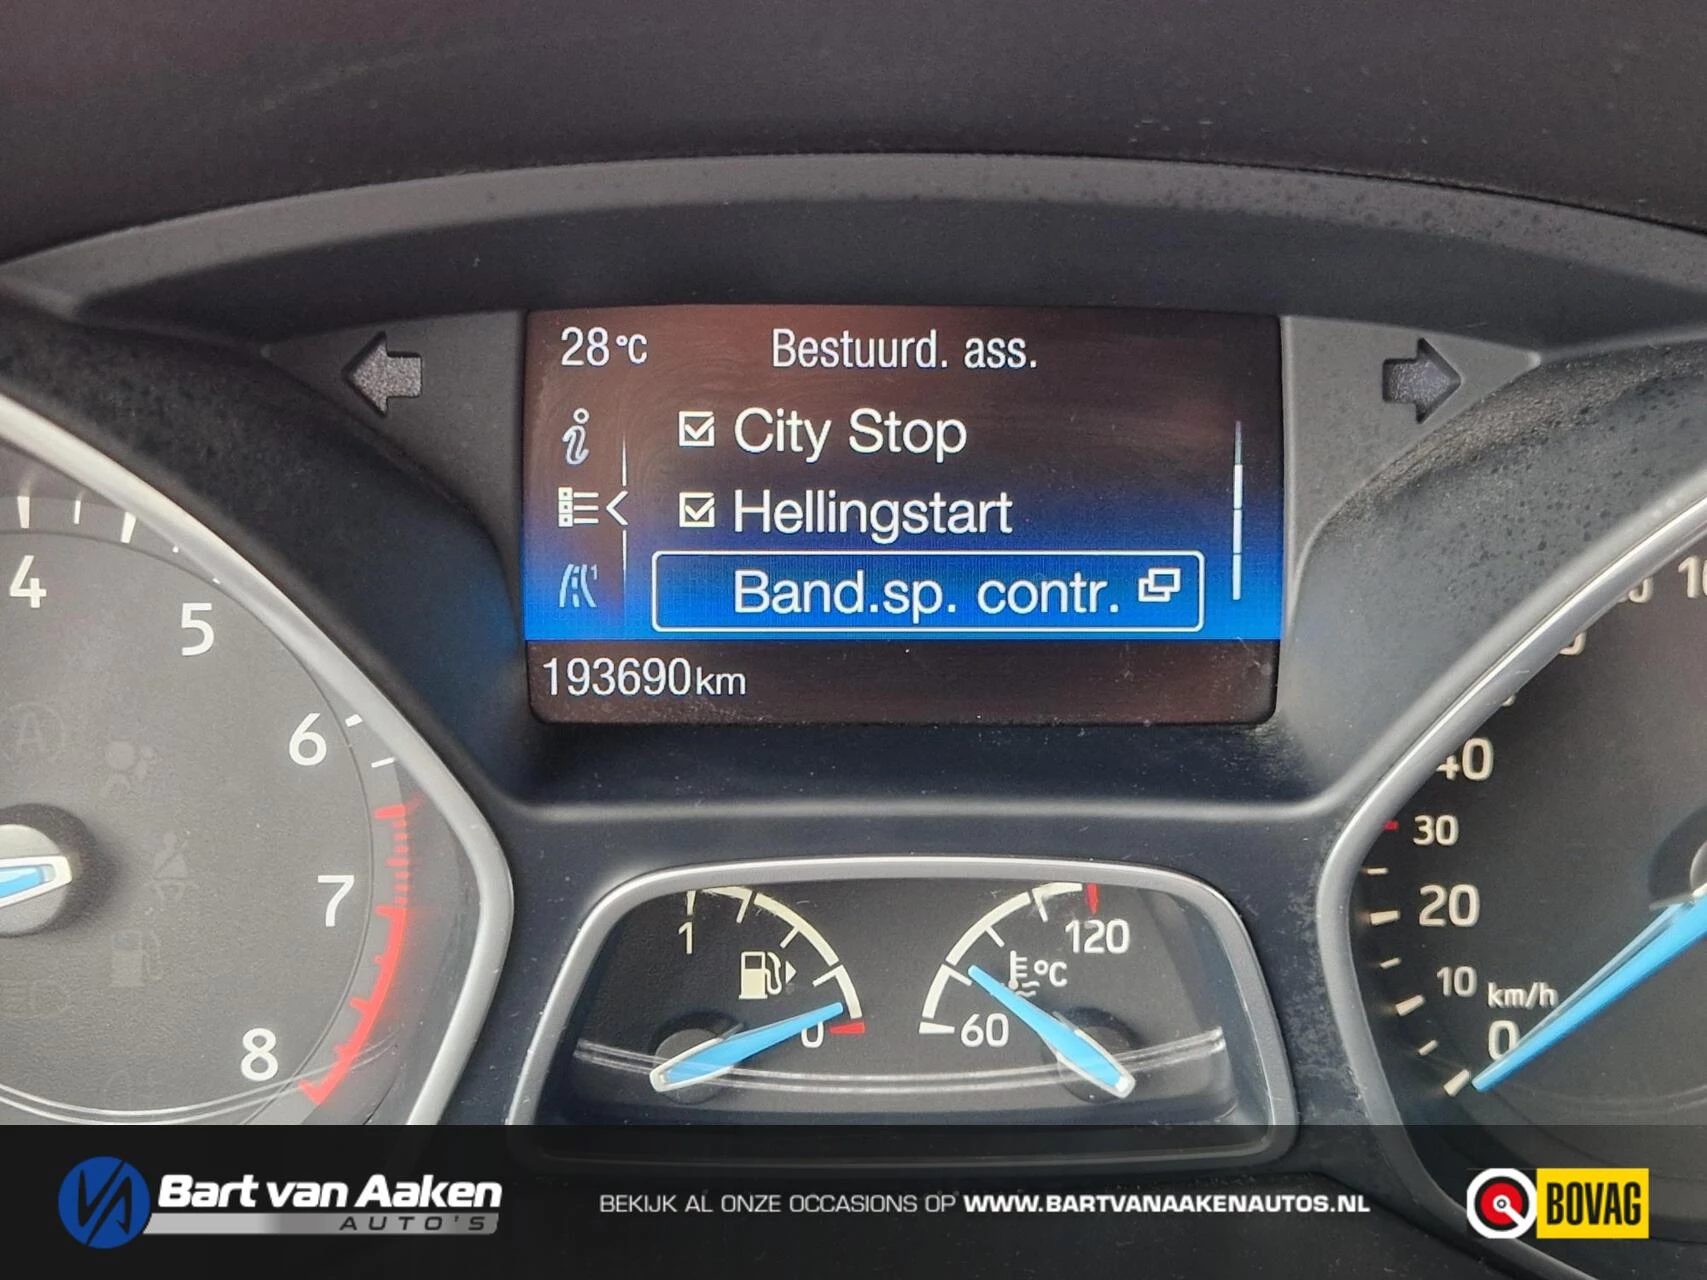 28°C Bestuurd. ass.
City Stop
Hellingstart
Band.sp. contr.
193690km
4
5
6
7
8
1
0
60
120
°C
40
30
20
10
km/h
0
Bart van Aaken
AUTO'S
BEKIJK AL ONZE OCCASIONS OP WWW.BARTVANAAKENAUTOS.NL
BOVAG